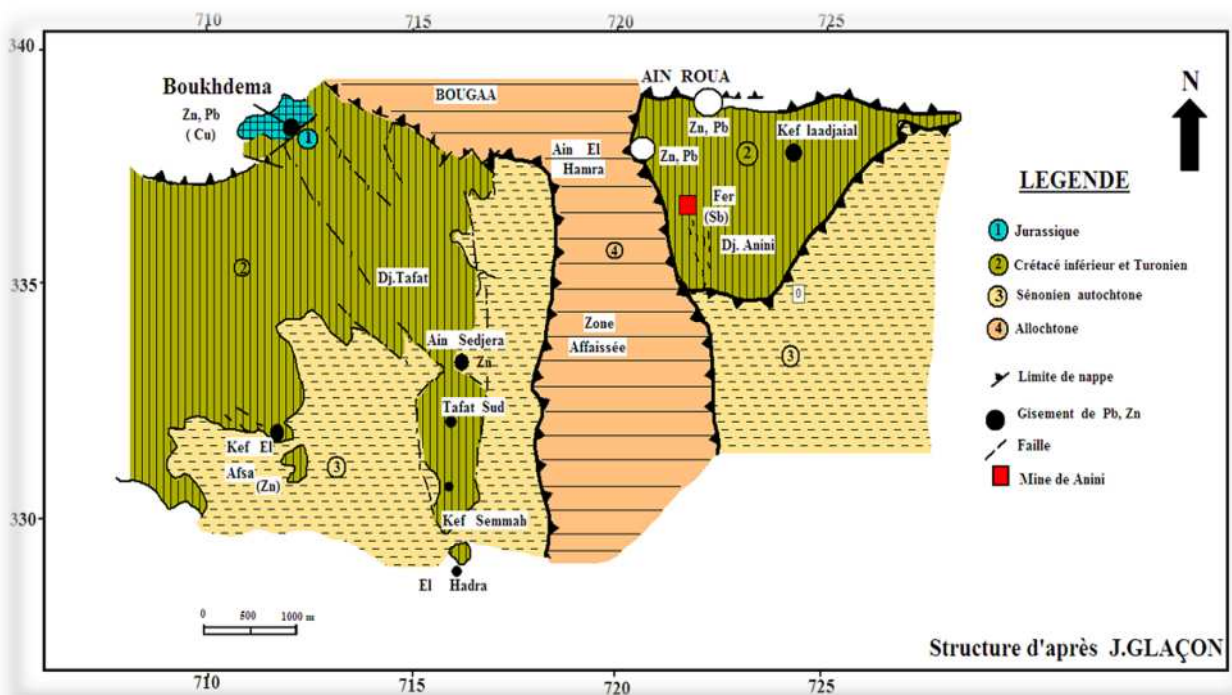 710 715 720 725
340
335
330
Boukhdema
Zn, Pb
( Cu )
1
BOUGAA
AIN ROUA
Zn, Pb
Kef laadjaial
2
Ain El
Hamra
Zn, Pb
Fer
(Sb)
Dj. Anini
2
Dj.Tafat
4
0
Zone
Affaissée
3
Ain Sedjera
Zn
Tafat Sud
Kef El
Afsa
(Zn)
3
Kef Semmah
El Hadra
0 500 1000 m
N
LEGENDE
1 Jurassique
2 Crétacé inférieur et Turonien
3 Sénonien autochtone
4 Allochtone
Limite de nappe
Gisement de Pb, Zn
Faille
Mine de Anini
Structure d'après J.GLAÇON
710 715 720 725